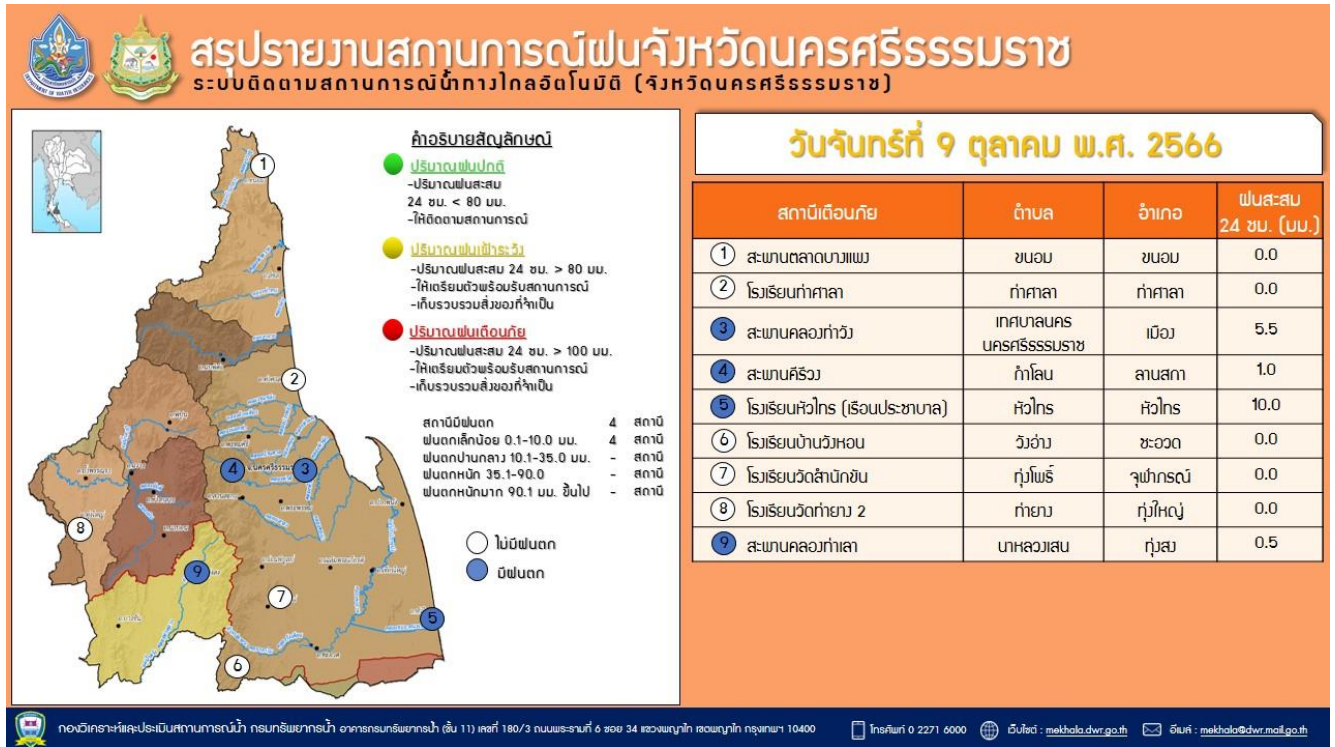 สรุปรายงานสถานการณ์ฝนจังหวัดนครศรีธรรมราช
ระบบติดตามสถานการณ์น้ำทางไกลอัตโนมัติ (จังหวัดนครศรีธรรมราช)
คำอธิบายสัญลักษณ์
ปริมาณฝนปกติ
-ปริมาณฝนสะสม
24 ชม. < 80 มม.
-ให้ติดตามสถานการณ์
ปริมาณฝนเฝ้าระวัง
-ปริมาณฝนสะสม 24 ชม. > 80 มม.
-ให้เตรียมตัวพร้อมรับสถานการณ์
-เก็บรวบรวมสิ่งของที่จำเป็น
ปริมาณฝนเตือนภัย
-ปริมาณฝนสะสม 24 ชม. > 100 มม.
-ให้เตรียมตัวพร้อมรับสถานการณ์
-เก็บรวบรวมสิ่งของที่จำเป็น
สถานีมีฝนตก 4 สถานี
ฝนตกเล็กน้อย 0.1-10.0 มม. 4 สถานี
ฝนตกปานกลาง 10.1-35.0 มม. - สถานี
ฝนตกหนัก 35.1-90.0 - สถานี
ฝนตกหนักมาก 90.1 มม. ขึ้นไป - สถานี
ไม่มีฝนตก
มีฝนตก
1
2
4
3
8
9
7
5
6
วันจันทร์ที่ 9 ตุลาคม พ.ศ. 2566
สถานีเตือนภัย ตำบล อำเภอ ฝนสะสม
24 ชม. (มม.)
1 สะพานตลาดบางแพง ขนอม ขนอม 0.0
2 โรงเรียนท่าศาลา ท่าศาลา ท่าศาลา 0.0
3 สะพานคลองท่าวัง เทศบาลนคร
นครศรีธรรมราช เมือง 5.5
4 สะพานคีรีวง กำโลน ลานสกา 1.0
5 โรงเรียนหัวไทร (เรือนประชาบาล) หัวไทร หัวไทร 10.0
6 โรงเรียนบ้านวังหอน วังอ่าง ชะอวด 0.0
7 โรงเรียนวัดสำนักขัน ทุ่งโพธิ์ จุฬาภรณ์ 0.0
8 โรงเรียนวัดท่ายาง 2 ท่ายาง ทุ่งใหญ่ 0.0
9 สะพานคลองท่าเลา นาหลวงเสน ทุ่งสง 0.5
กองวิเคราะห์และประเมินสถานการณ์น้ำ กรมทรัพยากรน้ำ อาคารกรมทรัพยากรน้ำ (ชั้น 11) เลขที่ 180/3 ถนนพระรามที่ 6 ซอย 34 แขวงพญาไท เขตพญาไท กรุงเทพฯ 10400 โทรศัพท์ 0 2271 6000 เว็บไซต์ : mekhala.dwr.go.th อีเมล์ : mekhala@dwr.mail.go.th